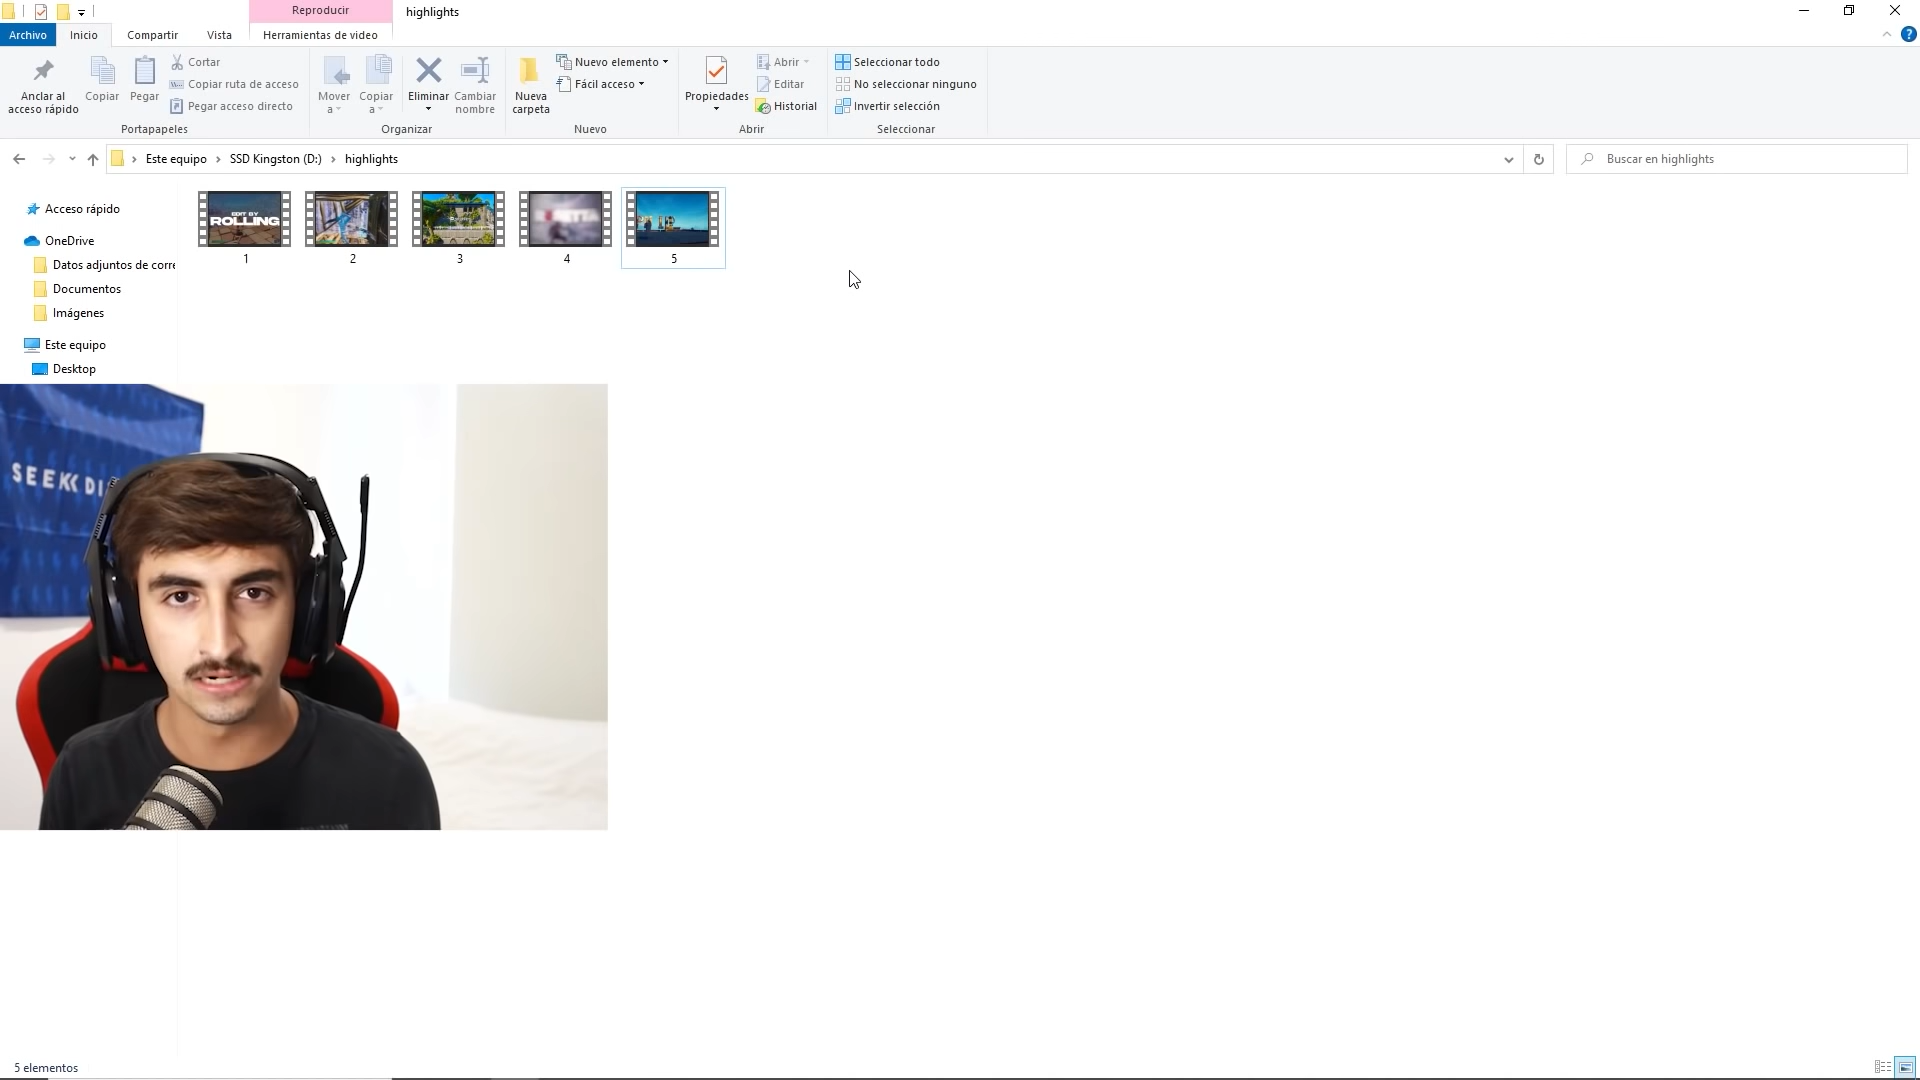 Reproducir
highlights
Archivo
Inicio
Compartir
Vista
Herramientas de video
Anclar al
acceso rápido
Copiar
Pegar
Cortar
Copiar ruta de acceso
Pegar acceso directo
Portapapeles
Mover
a
Copiar
a
Eliminar
Cambiar
nombre
Organizar
Nueva
carpeta
Nuevo elemento
Fácil acceso
Nuevo
Propiedades
Abrir
Editar
Historial
Abrir
Seleccionar todo
No seleccionar ninguno
Invertir selección
Seleccionar
Este equipo
SSD Kingston (D:)
highlights
Buscar en highlights
Acceso rápido
OneDrive
Datos adjuntos de corre
Documentos
Imágenes
Este equipo
Desktop
EDIT BY
ROLLING
1
2
3
4
5
SEEK DI
5 elementos